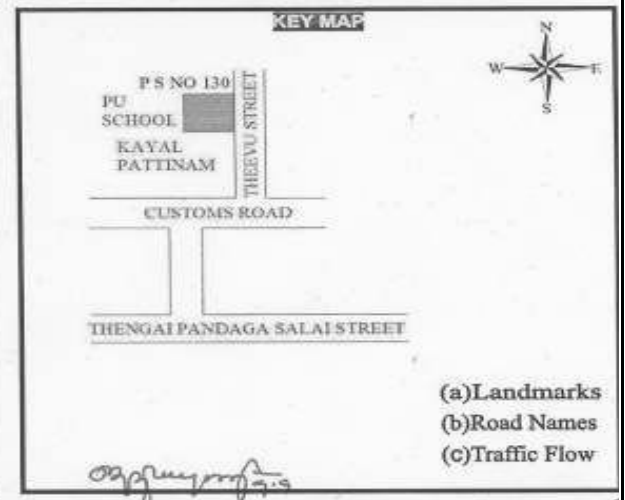 KEY MAP
N
W E
S
P S NO 130
PU
SCHOOL
KAYAL
PATTINAM
THEEVU STREET
CUSTOMS ROAD
THENGAI PANDAGA SALAI STREET
(a)Landmarks
(b)Road Names
(c)Traffic Flow